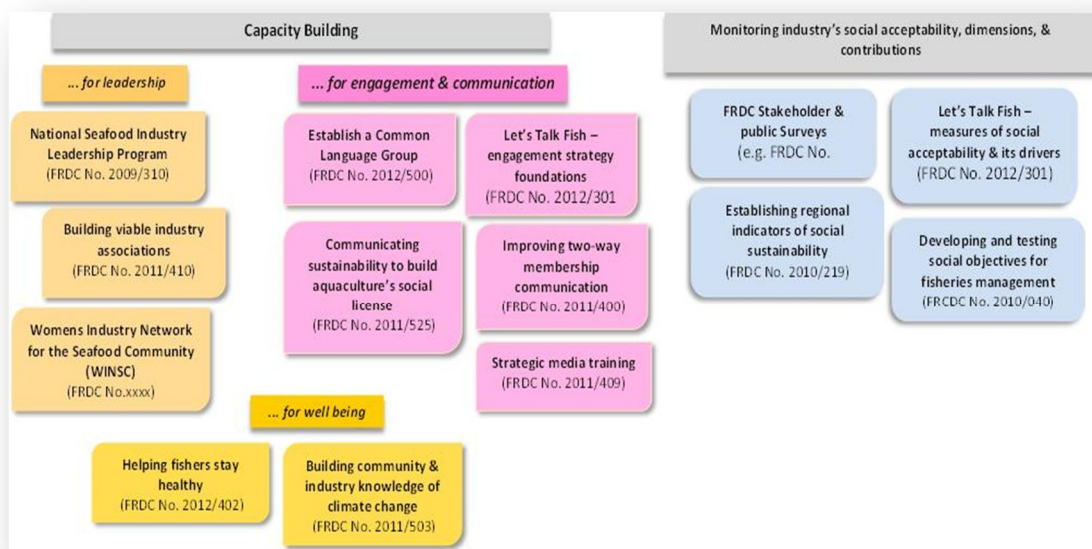 Capacity Building
... for leadership
National Seafood Industry
Leadership Program
(FRDC No. 2009/310)
Building viable industry
associations
(FRDC No. 2011/410)
Womens Industry Network
for the Seafood Community
(WINSC)
(FRDC No.xxxx)
... for engagement & communication
Establish a Common
Language Group
(FRDC No. 2012/500)
Let's Talk Fish –
engagement strategy
foundations
(FRDC No. 2012/301
Communicating
sustainability to build
aquaculture's social
license
(FRDC No. 2011/525)
Improving two-way
membership
communication
(FRDC No. 2011/400)
Strategic media training
(FRDC No. 2011/409)
... for well being
Helping fishers stay
healthy
(FRDC No. 2012/402)
Building community &
industry knowledge of
climate change
(FRDC No. 2011/503)
Monitoring industry's social acceptability, dimensions, &
contributions
FRDC Stakeholder &
public Surveys
(e.g. FRDC No.
Let's Talk Fish –
measures of social
acceptability & its drivers
(FRDC No. 2012/301)
Establishing regional
indicators of social
sustainability
(FRDC No. 2010/219)
Developing and testing
social objectives for
fisheries management
(FRCDC No. 2010/040)